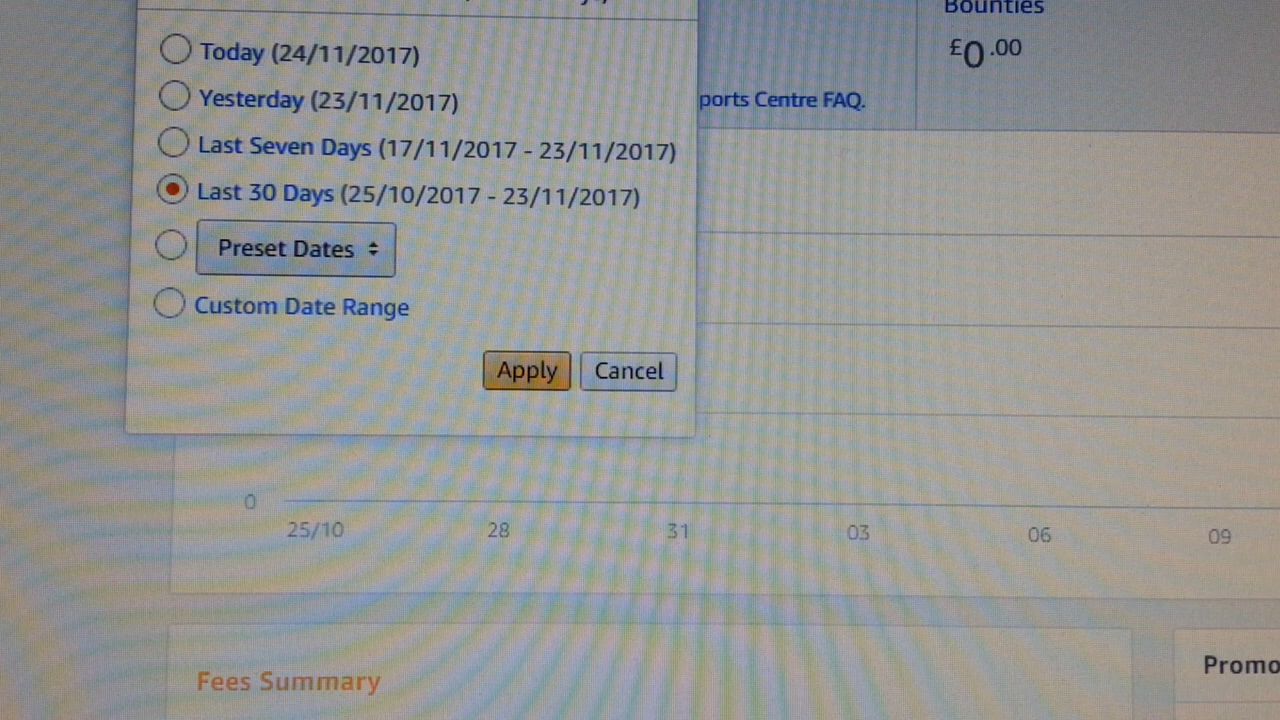 Bounties
£0.00
Today (24/11/2017)
Yesterday (23/11/2017)
ports Centre FAQ.
Last Seven Days (17/11/2017 - 23/11/2017)
Last 30 Days (25/10/2017 - 23/11/2017)
Preset Dates
Custom Date Range
Apply Cancel
0
25/10 28 31 03 06 09
Fees Summary
Promo